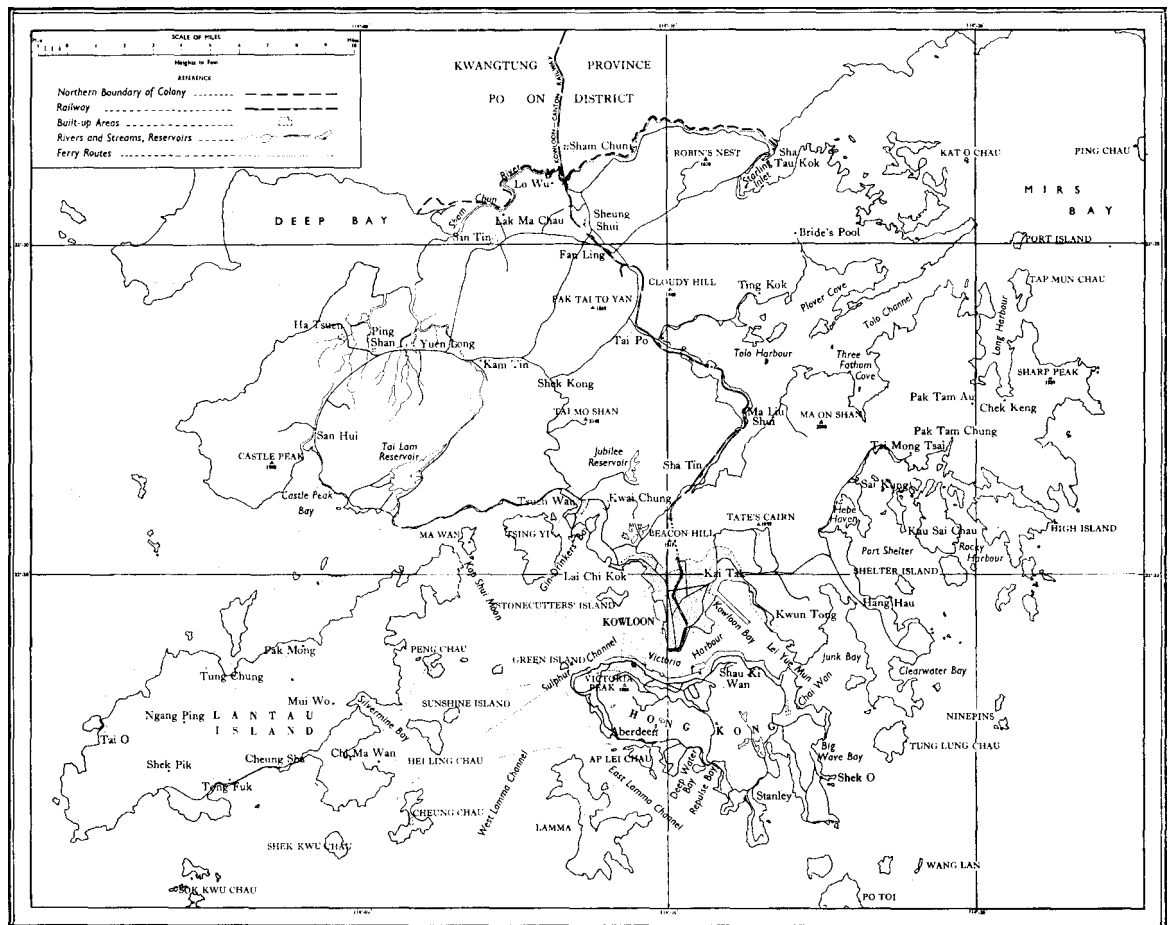 SCALE OF MILES
Heights in Feet
REFERENCE
Northern Boundary of Colony
Railway
Built-up Areas
Rivers and Streams, Reservoirs
Ferry Routes
KWANGTUNG PROVINCE
PO ON DISTRICT
KOWLOON—CANTON RAILWAY
Sham Chun
ROBIN'S NEST
Sha
Tau Kok
Starling
Inlet
KAT O CHAU
PING CHAU
MIRS
BAY
Lo Wu
Sham Chun River
DEEP BAY
Lak Ma Chau
Sheung
Shui
Sin Tin
Bride's Pool
PORT ISLAND
Fan Ling
CLOUDY HILL
Ting Kok
TAP MUN CHAU
PAK TAI TO YAN
Plover Cove
Tolo Channel
Long Harbour
Ha Tsuen
Ping
Shan
Yuen Long
Tai Po
Tolo Harbour
Three
Fathom
Cove
Kam Tin
Shek Kong
SHARP PEAK
Pak Tam Au
Chek Keng
TAI MO SHAN
Ma Liu
Shui
MA ON SHAN
Pak Tam Chung
Tai Mong Tsai
San Hui
CASTLE PEAK
Tai Lam
Reservoir
Jubilee
Reservoir
Sha Tin
Castle Peak
Bay
Tsuen Wan
Kwai Chung
Sai Kung
Hebe
Haven
TATE'S CAIRN
Kau Sai Chau
HIGH ISLAND
MA WAN
TSING YI
Gin Drinkers Bay
BEACON HILL
Port Shelter
Rocky
Harbour
SHELTER ISLAND
Kap Shui Moon
Lai Chi Kok
Kai Tak
STONECUTTERS' ISLAND
Hang Hau
KOWLOON
Kowloon Bay
Kwun Tong
Pak Mong
PENG CHAU
GREEN ISLAND
Sulphur Channel
Victoria Harbour
Lei Yue Mun
Junk Bay
Clearwater Bay
Tung Chung
VICTORIA
PEAK
Shau Ki
Wan
Chai Wan
Mui Wo
Silvermine Bay
SUNSHINE ISLAND
NINEPINS
Ngang Ping
LANTAU
ISLAND
HONG KONG
Aberdeen
Tai O
Chi Ma Wan
HEI LING CHAU
AP LEI CHAU
Big
Wave Bay
TUNG LUNG CHAU
Shek Pik
Cheung Sha
West Lamma Channel
East Lamma Channel
Deep Water
Bay
Repulse Bay
Shek O
Tong Fuk
Stanley
CHEUNG CHAU
LAMMA
SHEK KWU CHAU
WANG LAN
SOK KWU CHAU
PO TOI